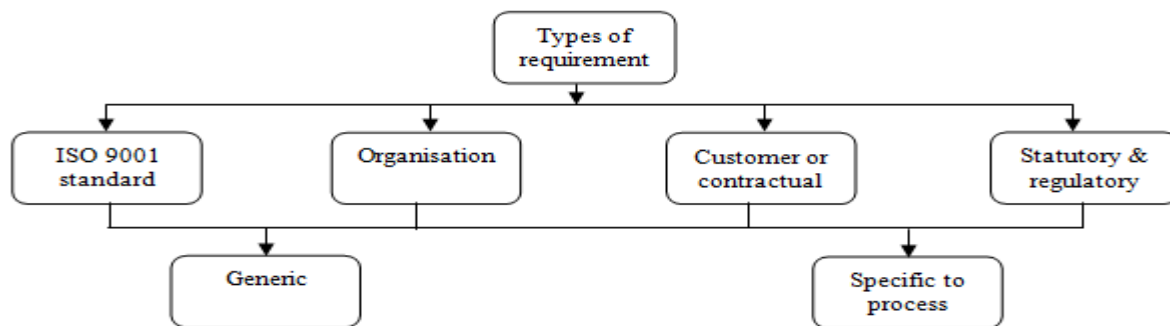 Types of
requirement
ISO 9001
standard
Organisation
Customer or
contractual
Statutory &
regulatory
Generic
Specific to
process